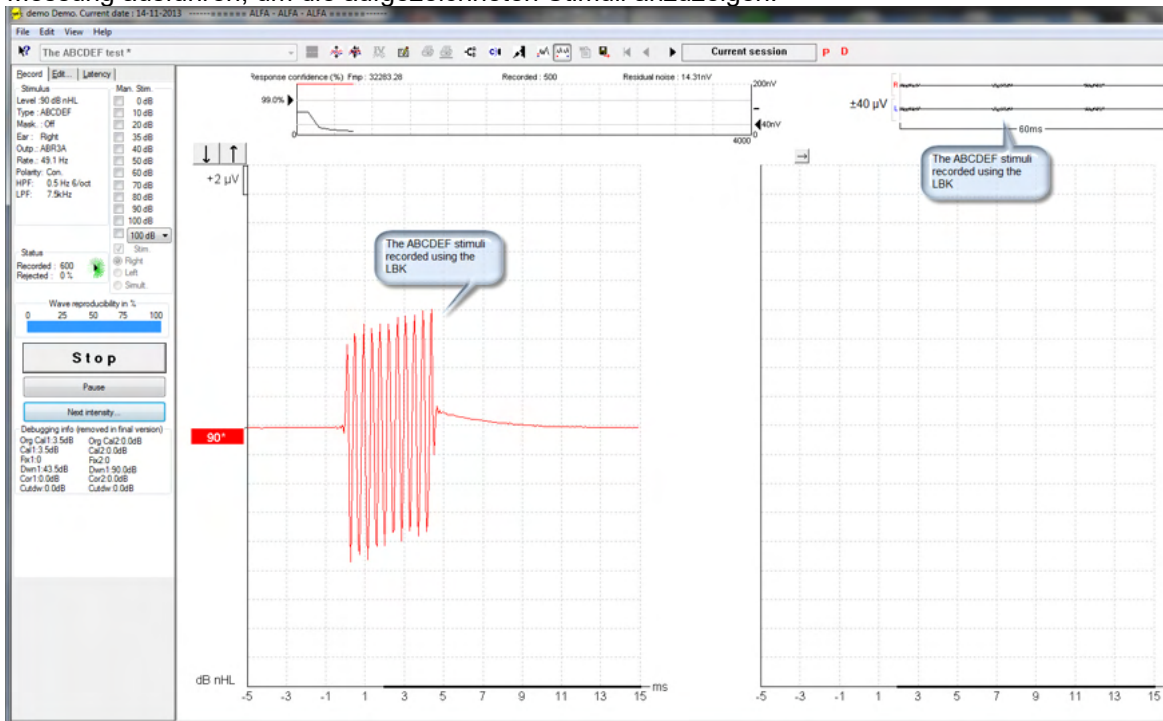 Messung ausführen, um die aufgezeichneten Stimuli anzuzeigen.
demo Demo. Current date : 14-11-2013 ------====== ALFA - ALFA - ALFA ======------
File Edit View Help
The ABCDEF test *
Current session P D
Record Edit... Latency
Stimulus
Level :90 dB nHL
Type : ABCDEF
Mask. : Off
Ear : Right
Outp.: ABR3A
Rate.: 49.1 Hz
Polarity: Con.
HPF: 0.5 Hz 6/oct
LPF: 7.5kHz
Man. Stim.
0 dB
10 dB
20 dB
35 dB
40 dB
50 dB
60 dB
70 dB
80 dB
90 dB
100 dB
100 dB
Stim.
Right
Left
Simult.
Status
Recorded : 600
Rejected : 0 %
Wave reproducibility in %
0 25 50 75 100
Stop
Pause
Next intensity...
Debugging info (removed in final version)
Org Cal1:3.5dB Org Cal2:0.0dB
Cal1:3.5dB Cal2:0.0dB
Fix1:0 Fix2:0
Dwn1:43.5dB Dwn1:90.0dB
Cor1:0.0dB Cor2:0.0dB
Cutdw:0.0dB Cutdw:0.0dB
Response confidence (%) Fmp.: 32283.28 Recorded : 500 Residual noise : 14.31nV
200nV
99.0%
40nV
0
4000
+2 µV
The ABCDEF stimuli
recorded using the
LBK
90*
dB nHL
-5 -3 -1 1 3 5 7 9 11 13 15 ms
±40 µV
R
L
60ms
The ABCDEF stimuli
recorded using the
LBK
-5 -3 -1 1 3 5 7 9 11 13 15